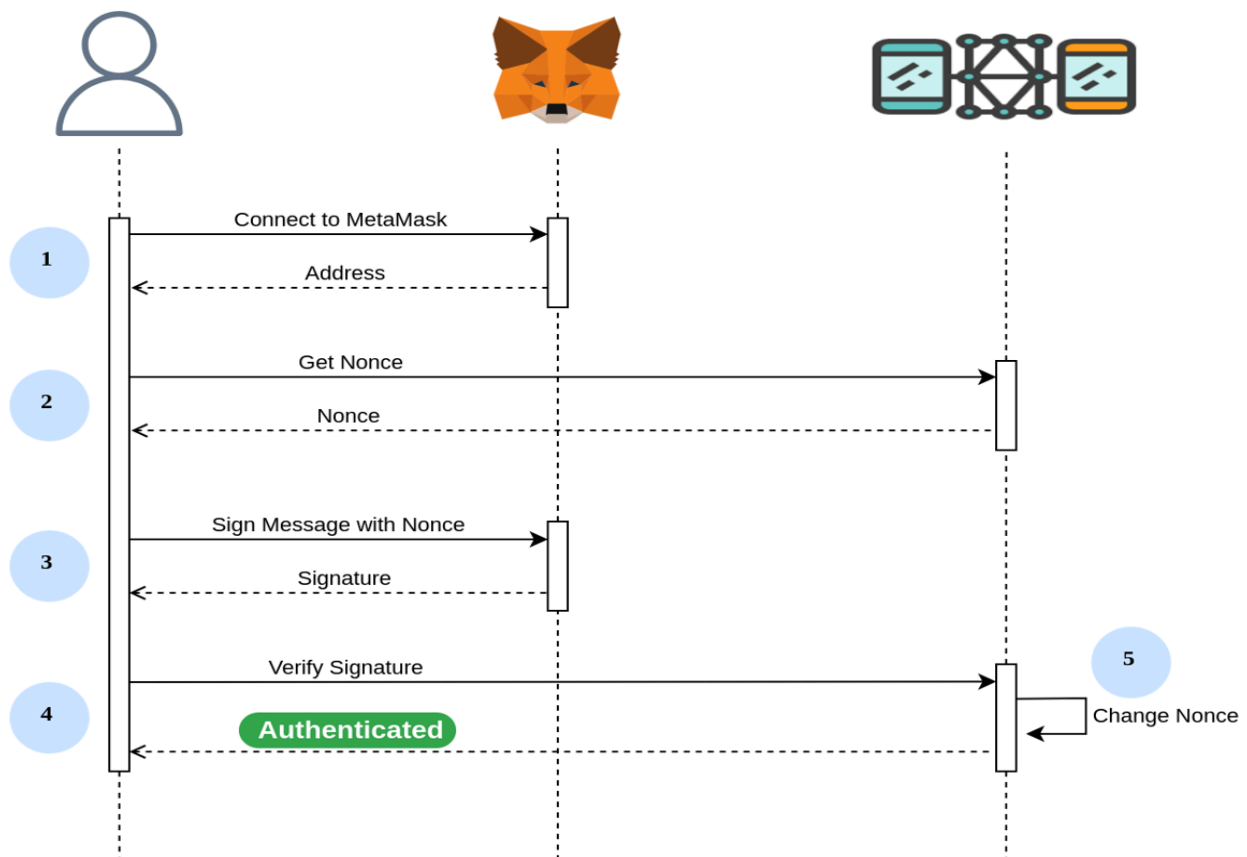 Connect to MetaMask
1
Address
Get Nonce
2
Nonce
Sign Message with Nonce
3
Signature
Verify Signature
5
4
Change Nonce
Authenticated